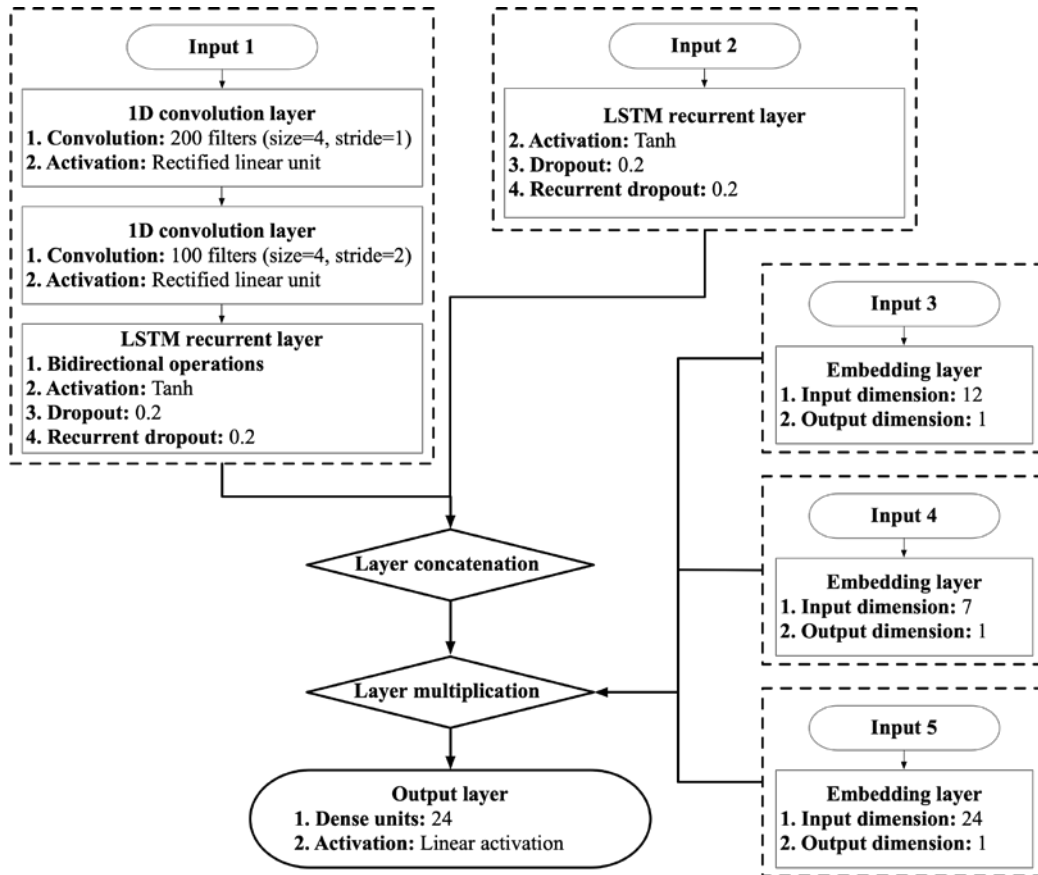 Input 1
1D convolution layer
1. Convolution: 200 filters (size=4, stride=1)
2. Activation: Rectified linear unit
1D convolution layer
1. Convolution: 100 filters (size=4, stride=2)
2. Activation: Rectified linear unit
LSTM recurrent layer
1. Bidirectional operations
2. Activation: Tanh
3. Dropout: 0.2
4. Recurrent dropout: 0.2
Input 2
LSTM recurrent layer
2. Activation: Tanh
3. Dropout: 0.2
4. Recurrent dropout: 0.2
Input 3
Embedding layer
1. Input dimension: 12
2. Output dimension: 1
Input 4
Embedding layer
1. Input dimension: 7
2. Output dimension: 1
Input 5
Embedding layer
1. Input dimension: 24
2. Output dimension: 1
Layer concatenation
Layer multiplication
Output layer
1. Dense units: 24
2. Activation: Linear activation